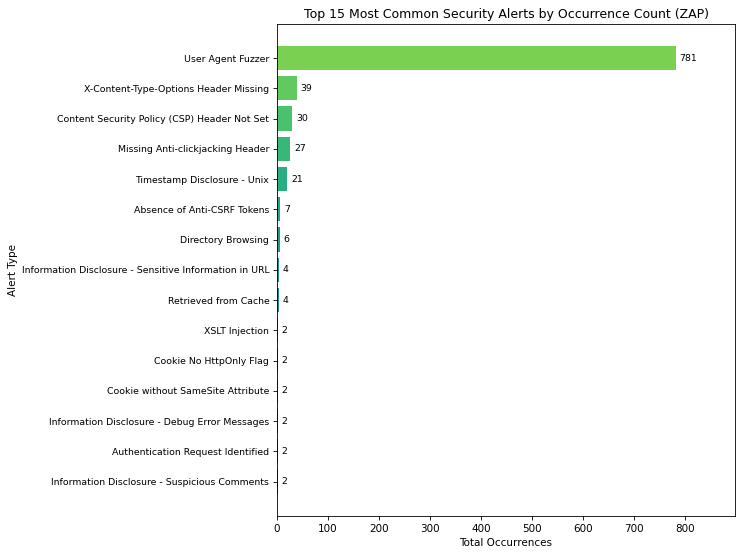 Top 15 Most Common Security Alerts by Occurrence Count (ZAP)
User Agent Fuzzer 781
X-Content-Type-Options Header Missing 39
Content Security Policy (CSP) Header Not Set 30
Missing Anti-clickjacking Header 27
Timestamp Disclosure - Unix 21
Absence of Anti-CSRF Tokens 7
Directory Browsing 6
Information Disclosure - Sensitive Information in URL 4
Retrieved from Cache 4
XSLT Injection 2
Cookie No HttpOnly Flag 2
Cookie without SameSite Attribute 2
Information Disclosure - Debug Error Messages 2
Authentication Request Identified 2
Information Disclosure - Suspicious Comments 2
Alert Type
0 100 200 300 400 500 600 700 800
Total Occurrences